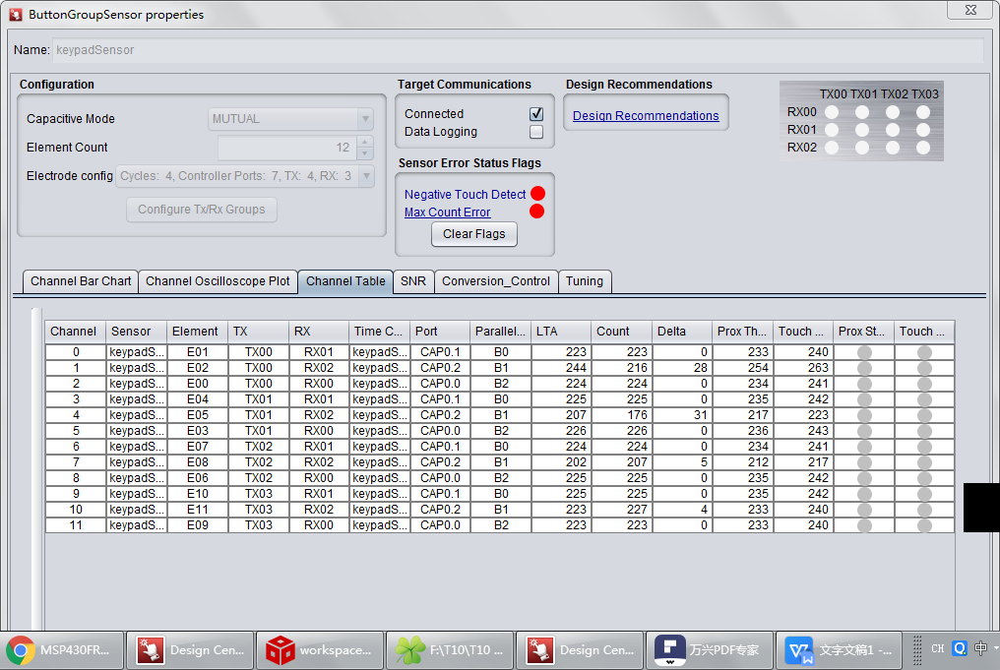 ButtonGroupSensor properties
Name: keypadSensor
Configuration
Capacitive Mode MUTUAL
Element Count 12
Electrode config Cycles: 4, Controller Ports: 7, TX: 4, RX: 3
Configure Tx/Rx Groups
Target Communications
Connected
Data Logging
Sensor Error Status Flags
Negative Touch Detect
Max Count Error
Clear Flags
Design Recommendations
Design Recommendations
TX00 TX01 TX02 TX03
RX00
RX01
RX02
Channel Bar Chart Channel Oscilloscope Plot Channel Table SNR Conversion_Control Tuning
Channel Sensor Element TX RX Time C... Port Parallel... LTA Count Delta Prox Th... Touch ... Prox St... Touch ...
0 keypadS... E01 TX00 RX01 keypadS... CAP0.1 B0 223 223 0 233 240
1 keypadS... E02 TX00 RX02 keypadS... CAP0.2 B1 244 216 28 254 263
2 keypadS... E00 TX00 RX00 keypadS... CAP0.0 B2 224 224 0 234 241
3 keypadS... E04 TX01 RX01 keypadS... CAP0.1 B0 225 225 0 235 242
4 keypadS... E05 TX01 RX02 keypadS... CAP0.2 B1 207 176 31 217 223
5 keypadS... E03 TX01 RX00 keypadS... CAP0.0 B2 226 226 0 236 243
6 keypadS... E07 TX02 RX01 keypadS... CAP0.1 B0 224 224 0 234 241
7 keypadS... E08 TX02 RX02 keypadS... CAP0.2 B1 202 207 5 212 217
8 keypadS... E06 TX02 RX00 keypadS... CAP0.0 B2 225 225 0 235 242
9 keypadS... E10 TX03 RX01 keypadS... CAP0.1 B0 225 225 0 235 242
10 keypadS... E11 TX03 RX02 keypadS... CAP0.2 B1 223 227 4 233 240
11 keypadS... E09 TX03 RX00 keypadS... CAP0.0 B2 223 223 0 233 240
MSP430FR... Design Cen... workspace... F:\T10\T10 ... Design Cen... 万兴PDF专家 文字文稿1 -... CH 中